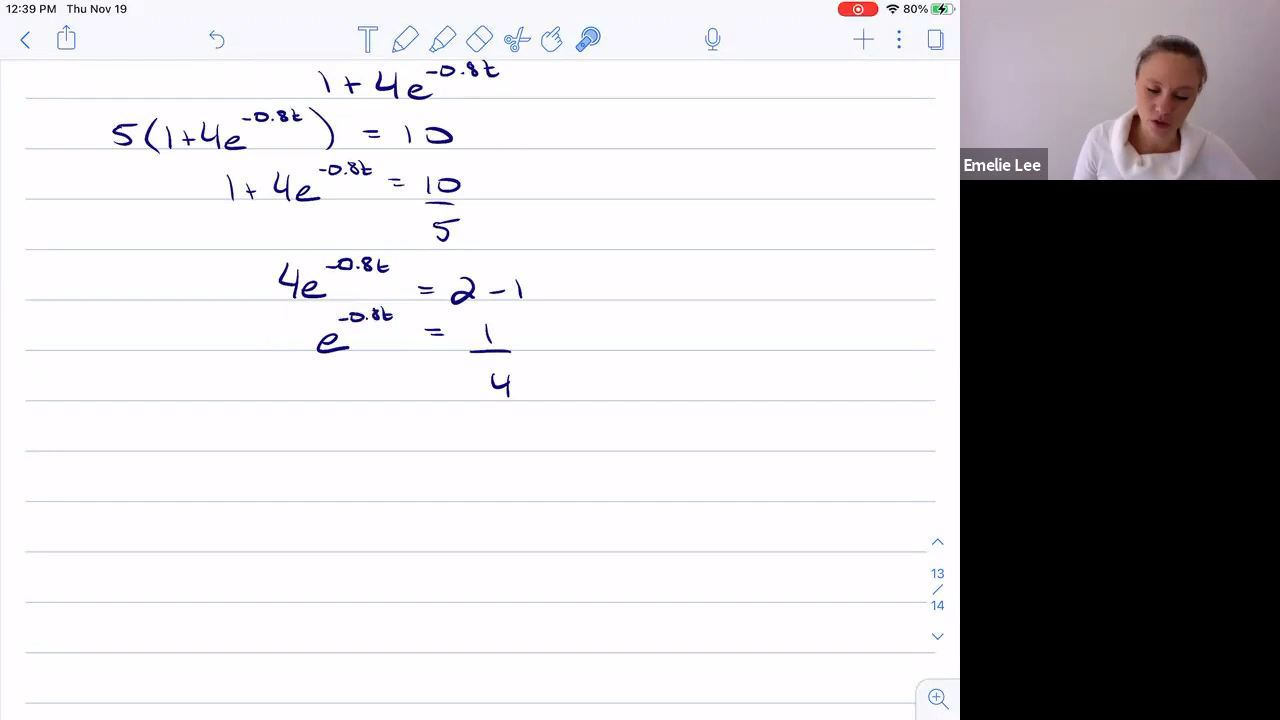 12:39 PM Thu Nov 19
80%
1 + 4e^-0.8t
5(1+4e^-0.8t) = 10
1 + 4e^-0.8t = 10/5
4e^-0.8t = 2 - 1
e^-0.8t = 1/4
Emelie Lee
T
13
/
14